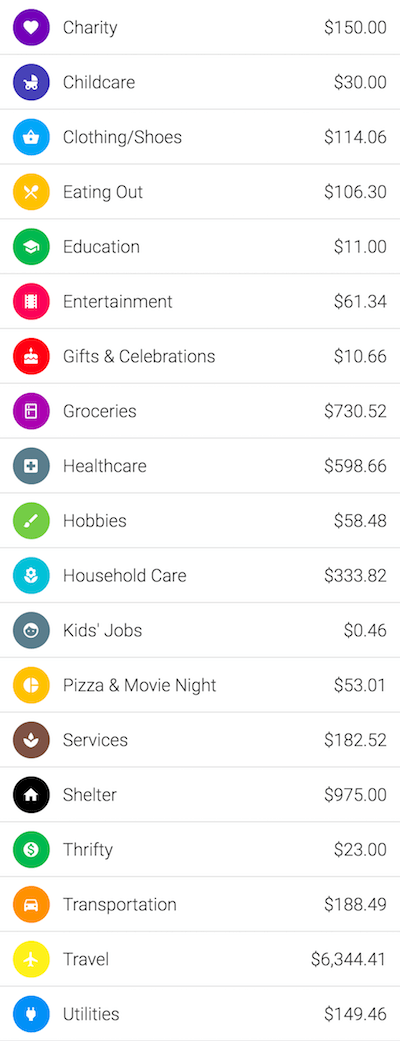 Charity $150.00
Childcare $30.00
Clothing/Shoes $114.06
Eating Out $106.30
Education $11.00
Entertainment $61.34
Gifts & Celebrations $10.66
Groceries $730.52
Healthcare $598.66
Hobbies $58.48
Household Care $333.82
Kids' Jobs $0.46
Pizza & Movie Night $53.01
Services $182.52
Shelter $975.00
Thrifty $23.00
Transportation $188.49
Travel $6,344.41
Utilities $149.46